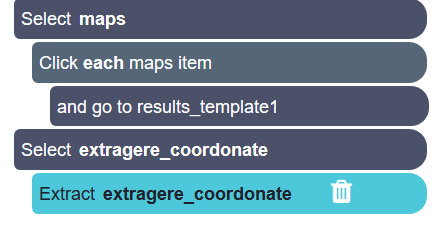 Select maps
Click each maps item
and go to results_template1
Select extragere_coordonate
Extract extragere_coordonate